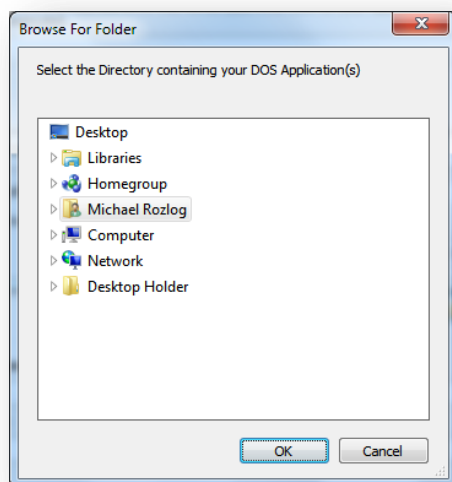 Browse For Folder
Select the Directory containing your DOS Application(s)
Desktop
Libraries
Homegroup
Michael Rozlog
Computer
Network
Desktop Holder
OK Cancel